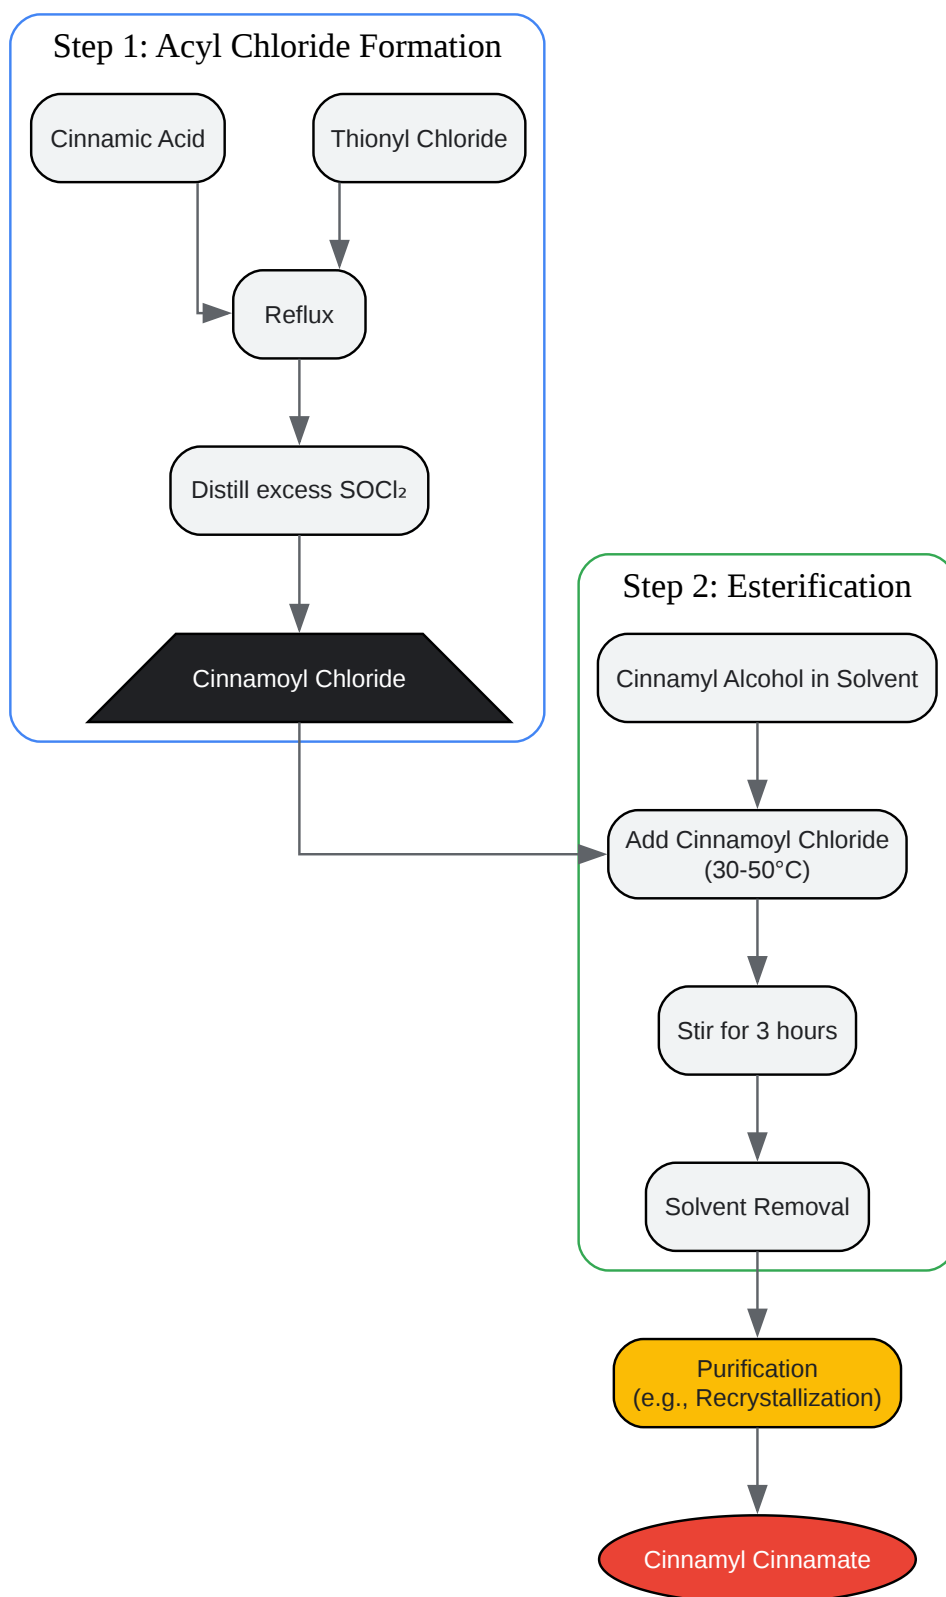 Step 1: Acyl Chloride Formation
Cinnamic Acid
Thionyl Chloride
Reflux
Distill excess SOCl₂
Cinnamoyl Chloride
Step 2: Esterification
Cinnamyl Alcohol in Solvent
Add Cinnamoyl Chloride
(30-50°C)
Stir for 3 hours
Solvent Removal
Purification
(e.g., Recrystallization)
Cinnamyl Cinnamate